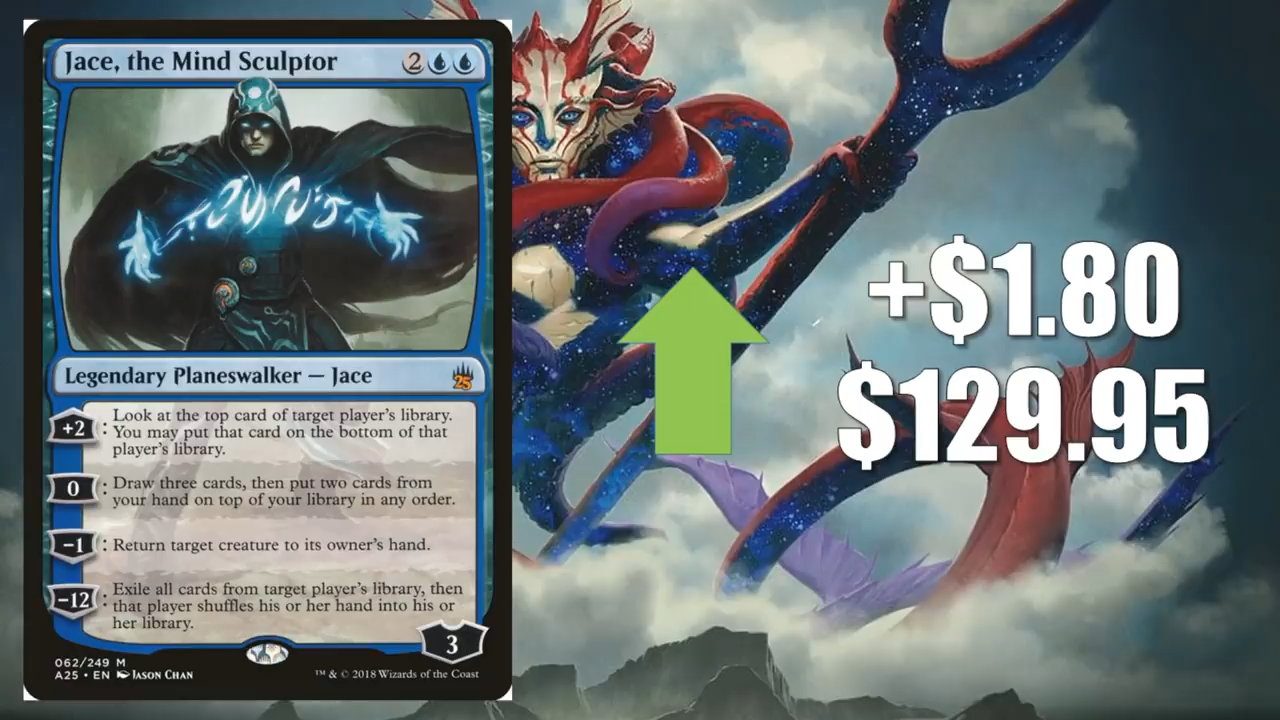 Jace, the Mind Sculptor 2
Legendary Planeswalker — Jace 25
+2 : Look at the top card of target player's library.
You may put that card on the bottom of that
player's library.
0 : Draw three cards, then put two cards from
your hand on top of your library in any order.
−1 : Return target creature to its owner's hand.
−12 : Exile all cards from target player's library, then
that player shuffles his or her hand into his or
her library.
3
062/249 M
A25 • EN Jason Chan
™ & © 2018 Wizards of the Coast
+$1.80
$129.95